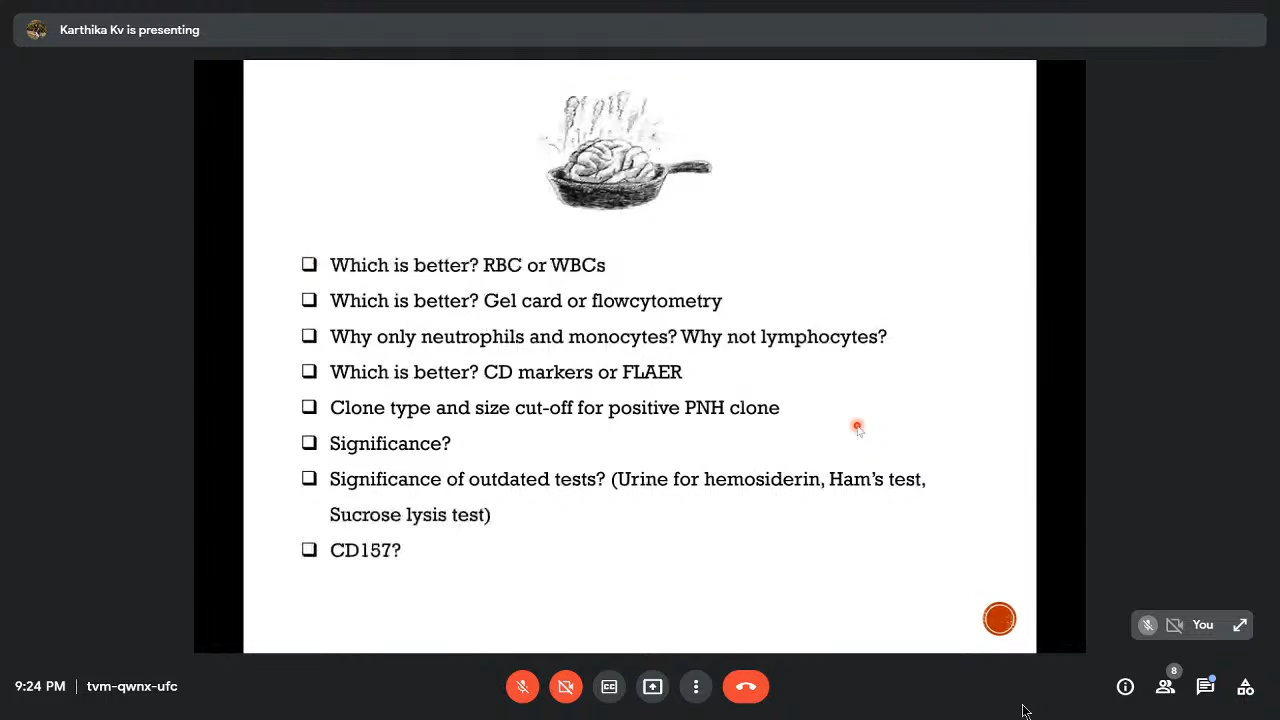 Karthika Kv is presenting
Which is better? RBC or WBCs
Which is better? Gel card or flowcytometry
Why only neutrophils and monocytes? Why not lymphocytes?
Which is better? CD markers or FLAER
Clone type and size cut-off for positive PNH clone
Significance?
Significance of outdated tests? (Urine for hemosiderin, Ham's test,
Sucrose lysis test)
CD157?
You
9:24 PM | tvm-qwnx-ufc
8